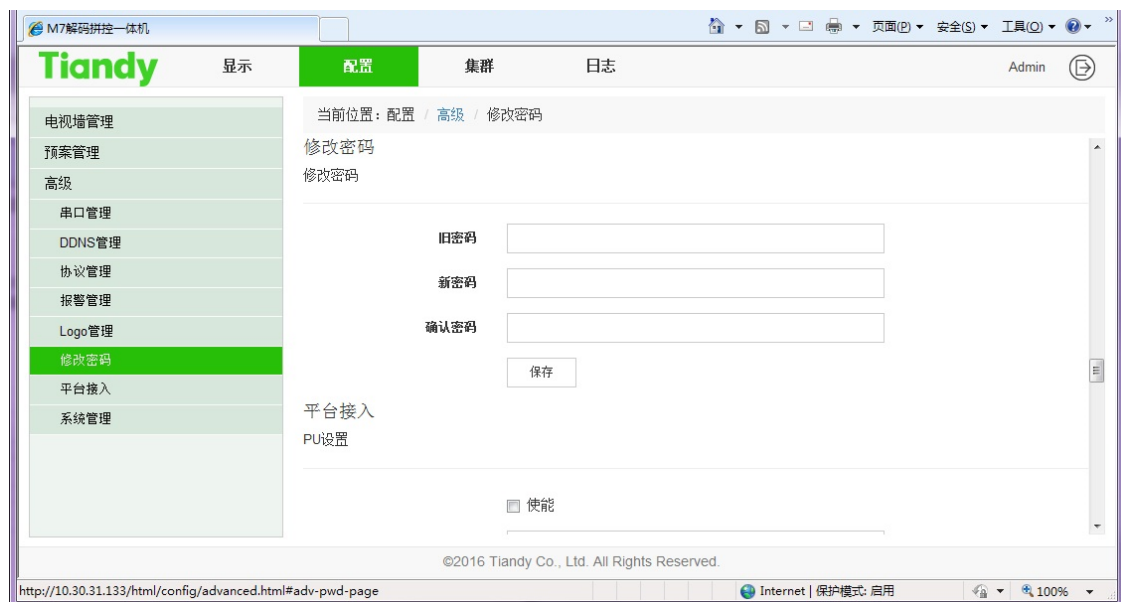 M7解码拼控一体机
页面(P) 安全(S) 工具(O) »
Tiandy 显示 配置 集群 日志 Admin
当前位置：配置 / 高级 / 修改密码
电视墙管理
预案管理
高级
串口管理
DDNS管理
协议管理
报警管理
Logo管理
修改密码
平台接入
系统管理
修改密码
修改密码
旧密码
新密码
确认密码
保存
平台接入
PU设置
使能
©2016 Tiandy Co., Ltd. All Rights Reserved.
http://10.30.31.133/html/config/advanced.html#adv-pwd-page Internet | 保护模式: 启用 100%